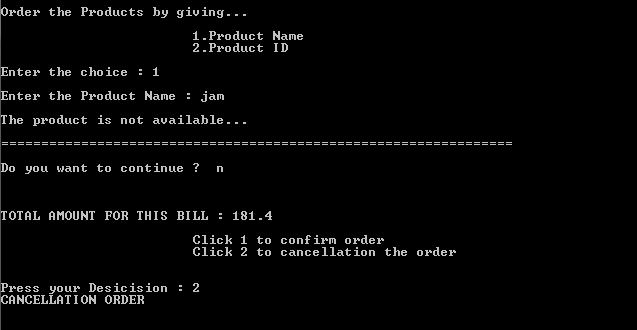 Order the Products by giving...
1.Product Name
2.Product ID
Enter the choice : 1
Enter the Product Name : jam
The product is not available...
================================================================
Do you want to continue ?  n
TOTAL AMOUNT FOR THIS BILL : 181.4
Click 1 to confirm order
Click 2 to cancellation the order
Press your Desicision : 2
CANCELLATION ORDER